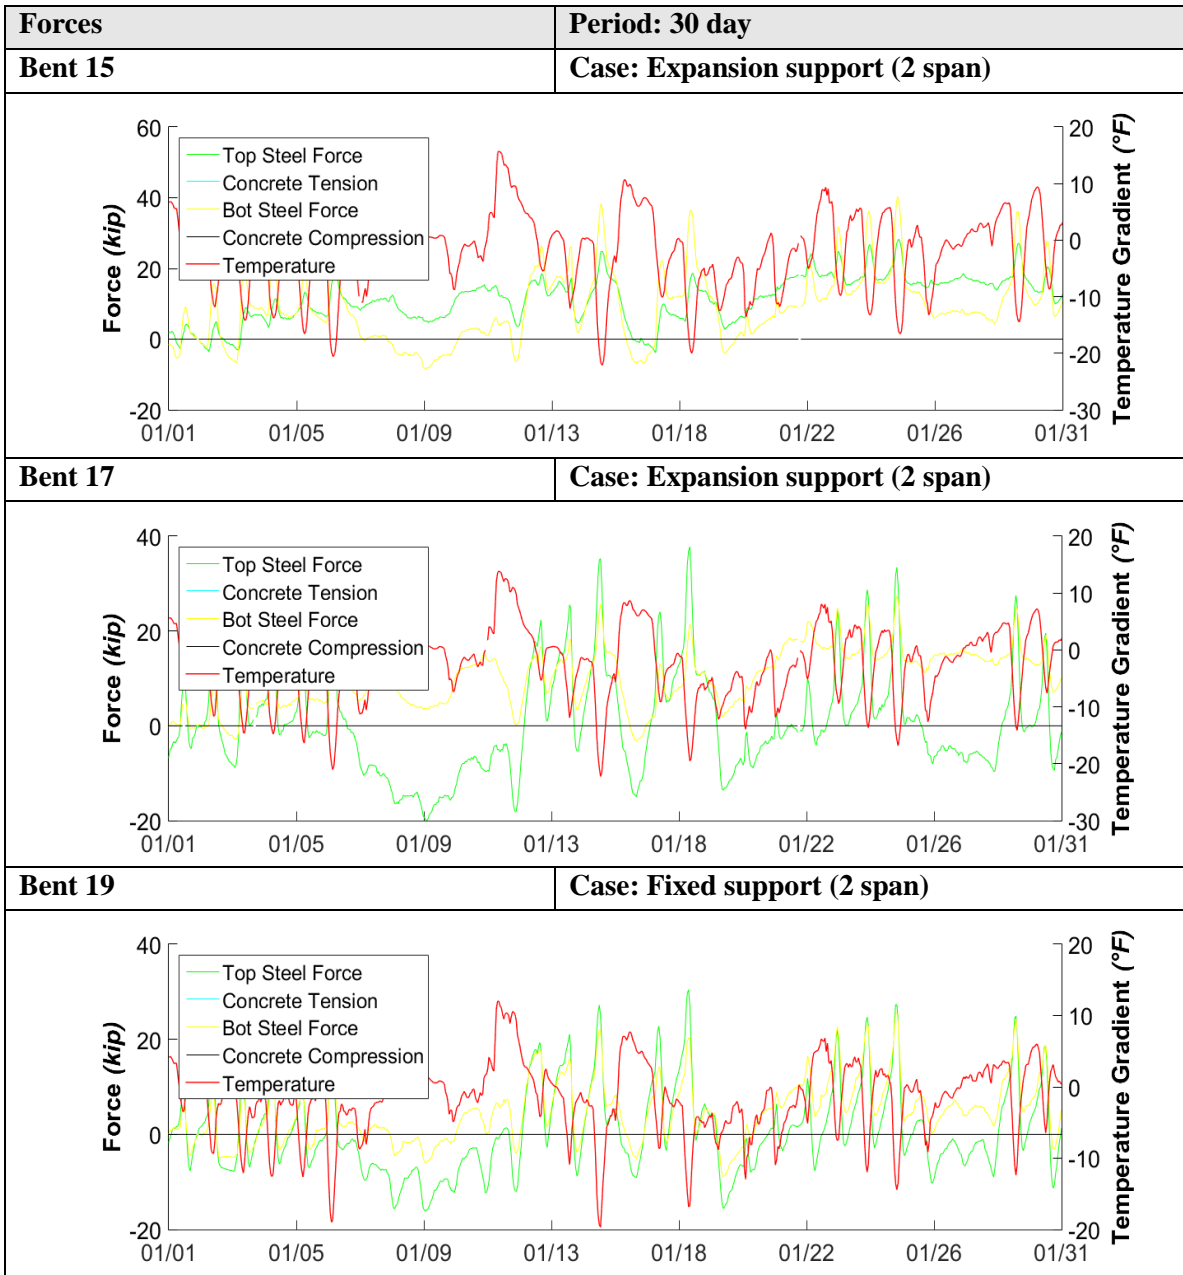 Forces Period: 30 day
Bent 15 Case: Expansion support (2 span)
60
40
20
0
-20
Force (kip)
Top Steel Force
Concrete Tension
Bot Steel Force
Concrete Compression
Temperature
20
10
0
-10
-20
-30
Temperature Gradient (°F)
01/01 01/05 01/09 01/13 01/18 01/22 01/26 01/31
Bent 17 Case: Expansion support (2 span)
40
20
0
-20
Force (kip)
Top Steel Force
Concrete Tension
Bot Steel Force
Concrete Compression
Temperature
20
10
0
-10
-20
-30
Temperature Gradient (°F)
01/01 01/05 01/09 01/13 01/18 01/22 01/26 01/31
Bent 19 Case: Fixed support (2 span)
40
20
0
-20
Force (kip)
Top Steel Force
Concrete Tension
Bot Steel Force
Concrete Compression
Temperature
20
10
0
-10
-20
Temperature Gradient (°F)
01/01 01/05 01/09 01/13 01/18 01/22 01/26 01/31